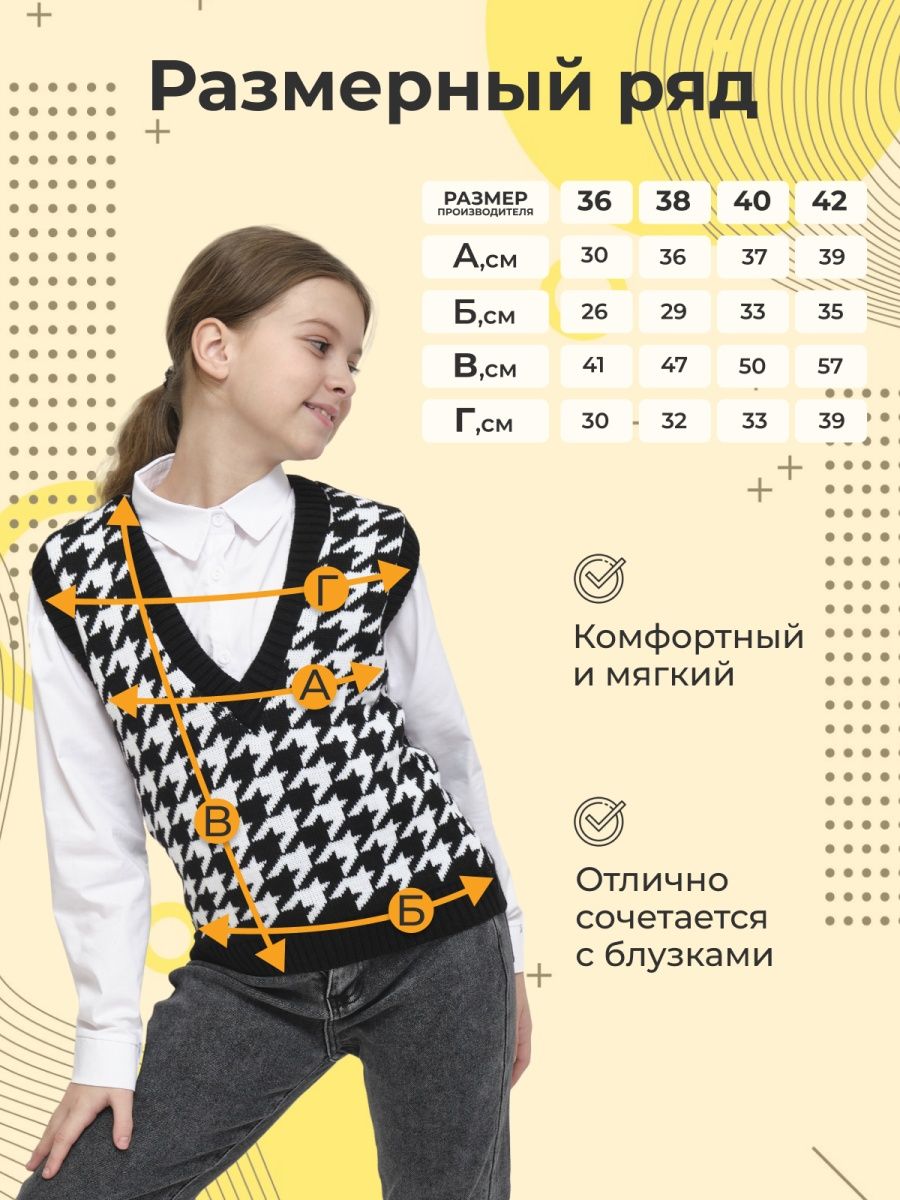 Размерный ряд
РАЗМЕР
ПРОИЗВОДИТЕЛЯ
36 38 40 42
А,см 30 36 37 39
Б,см 26 29 33 35
В,см 41 47 50 57
Г,см 30 32 33 39
Г
А
В
Б
Комфортный
и мягкий
Отлично
сочетается
с блузками